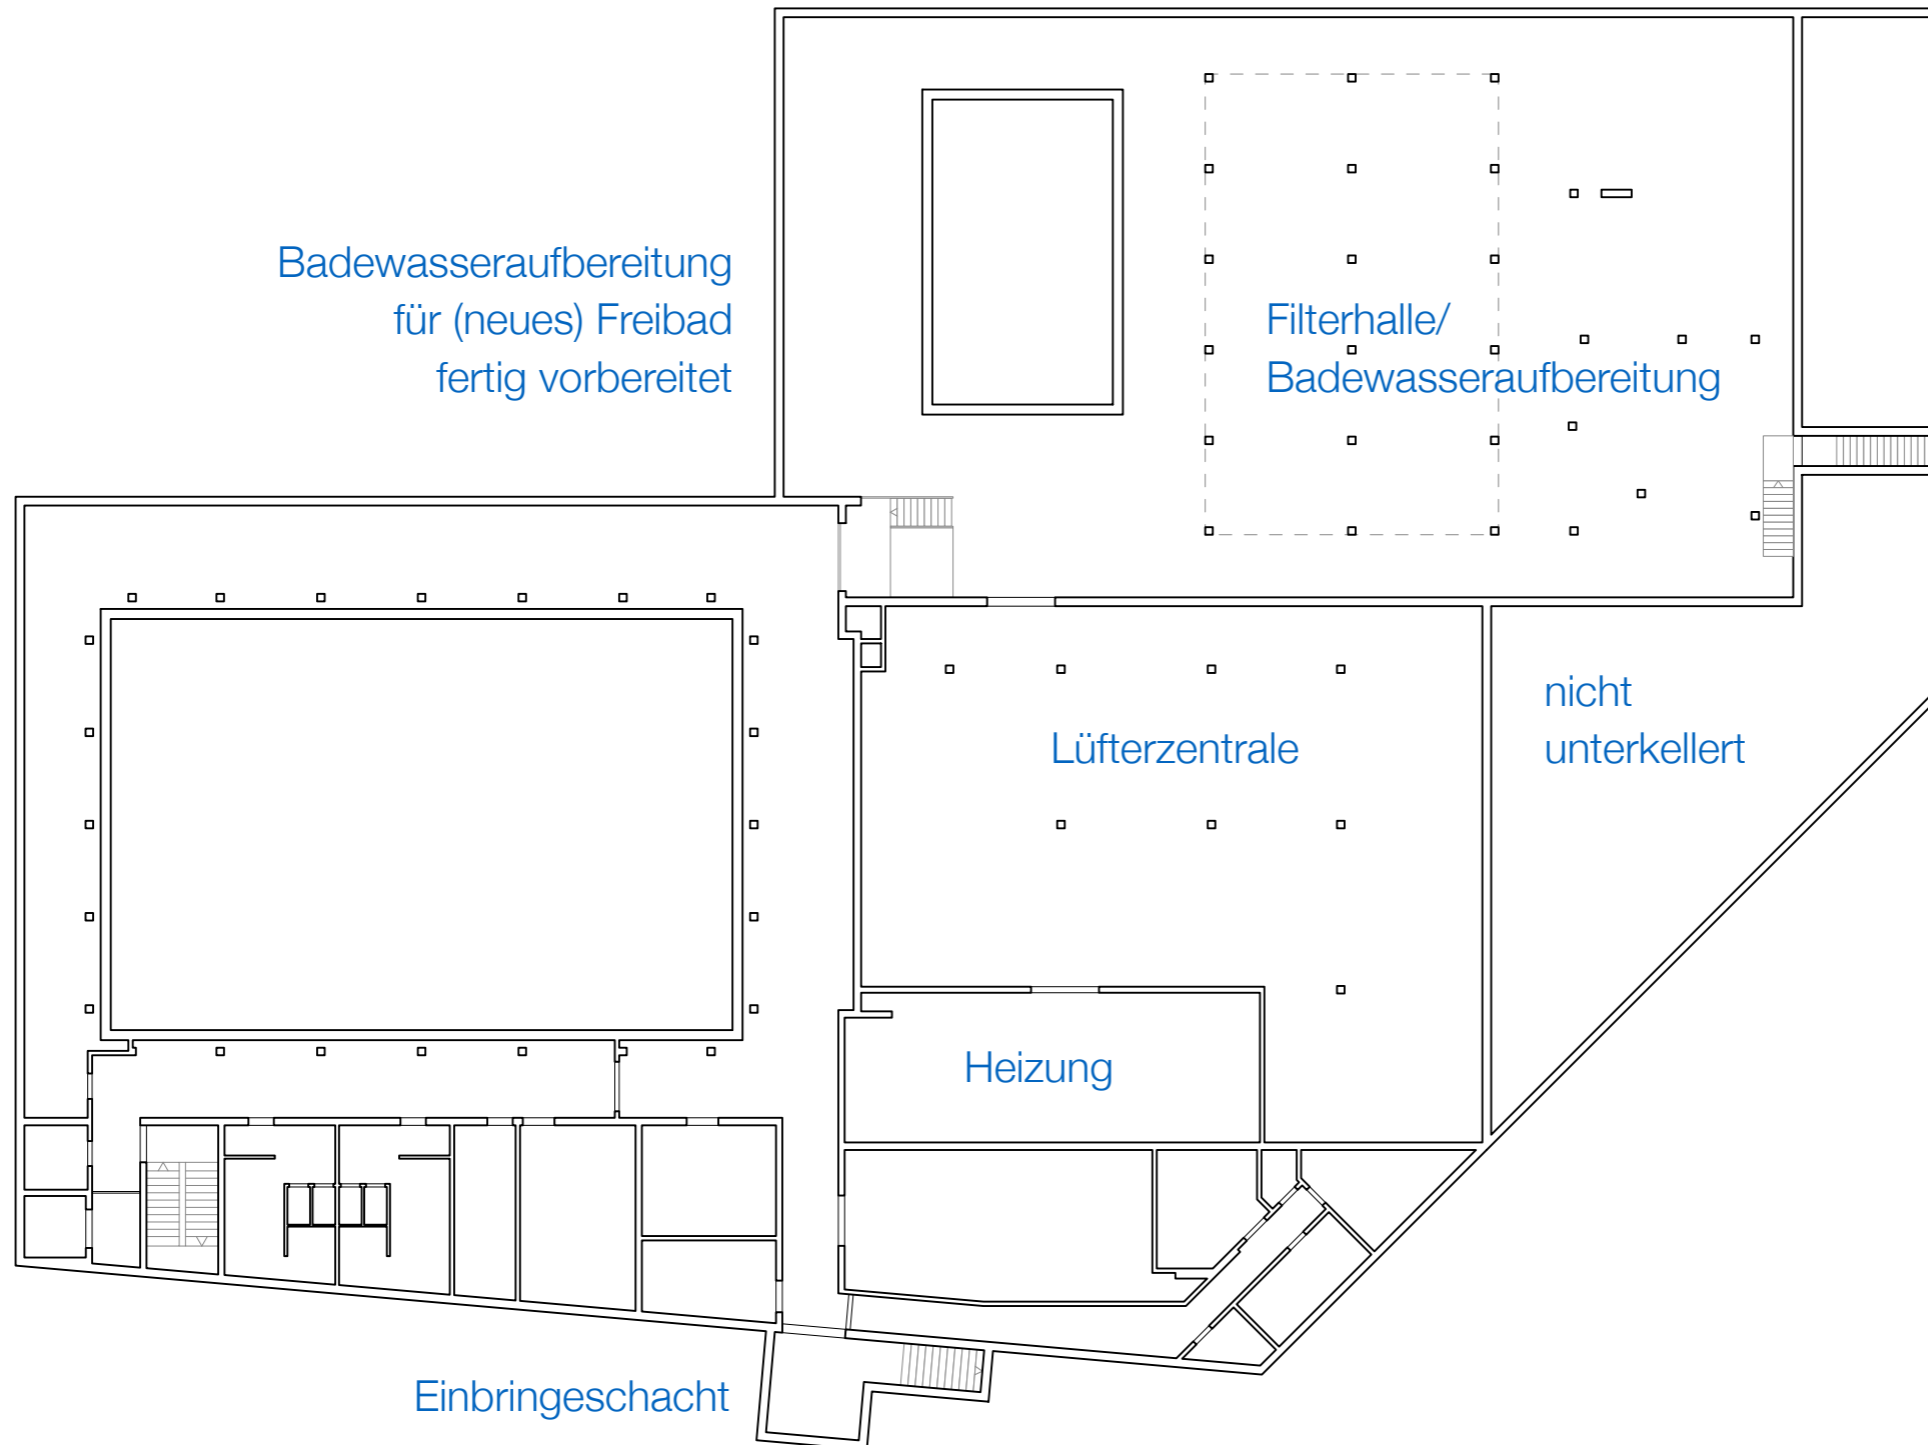 Badewasseraufbereitung
für (neues) Freibad
fertig vorbereitet
Filterhalle/
Badewasseraufbereitung
nicht
unterkellert
Lüfterzentrale
Heizung
Einbringeschacht